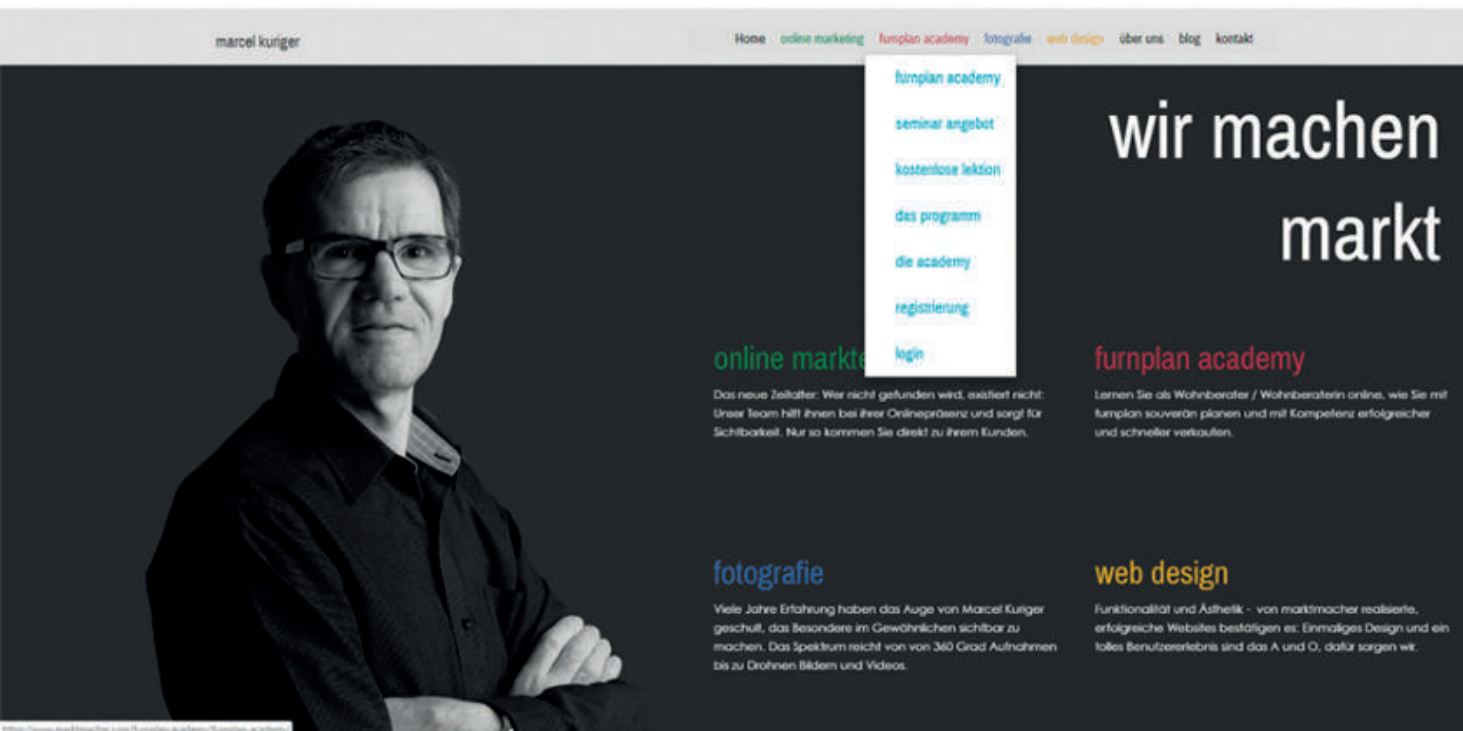 marcel kuriger
Home online marketing furnplan academy fotografie web design über uns blog kontakt
furnplan academy
seminar angebot
kostenlose lektion
das programm
die academy
registrierung
login
wir machen
markt
online markte
Das neue Zeitalter: Wer nicht gefunden wird, existiert nicht:
Unser Team hilft ihnen bei ihrer Onlinepräsenz und sorgt für
Sichtbarkeit. Nur so kommen Sie direkt zu ihrem Kunden.
furnplan academy
Lernen Sie als Wohnberater / Wohnberaterin online, wie Sie mit
furnplan souverän planen und mit Kompetenz erfolgreicher
und schneller verkaufen.
fotografie
Viele Jahre Erfahrung haben das Auge von Marcel Kuriger
geschult, das Besondere im Gewöhnlichen sichtbar zu
machen. Das Spektrum reicht von von 360 Grad Aufnahmen
bis zu Drohnen Bildern und Videos.
web design
Funktionalität und Ästhetik - von marktmacher realisierte,
erfolgreiche Websites bestätigen es: Einmaliges Design und ein
tolles Benutzererlebnis sind das A und O, dafür sorgen wir.